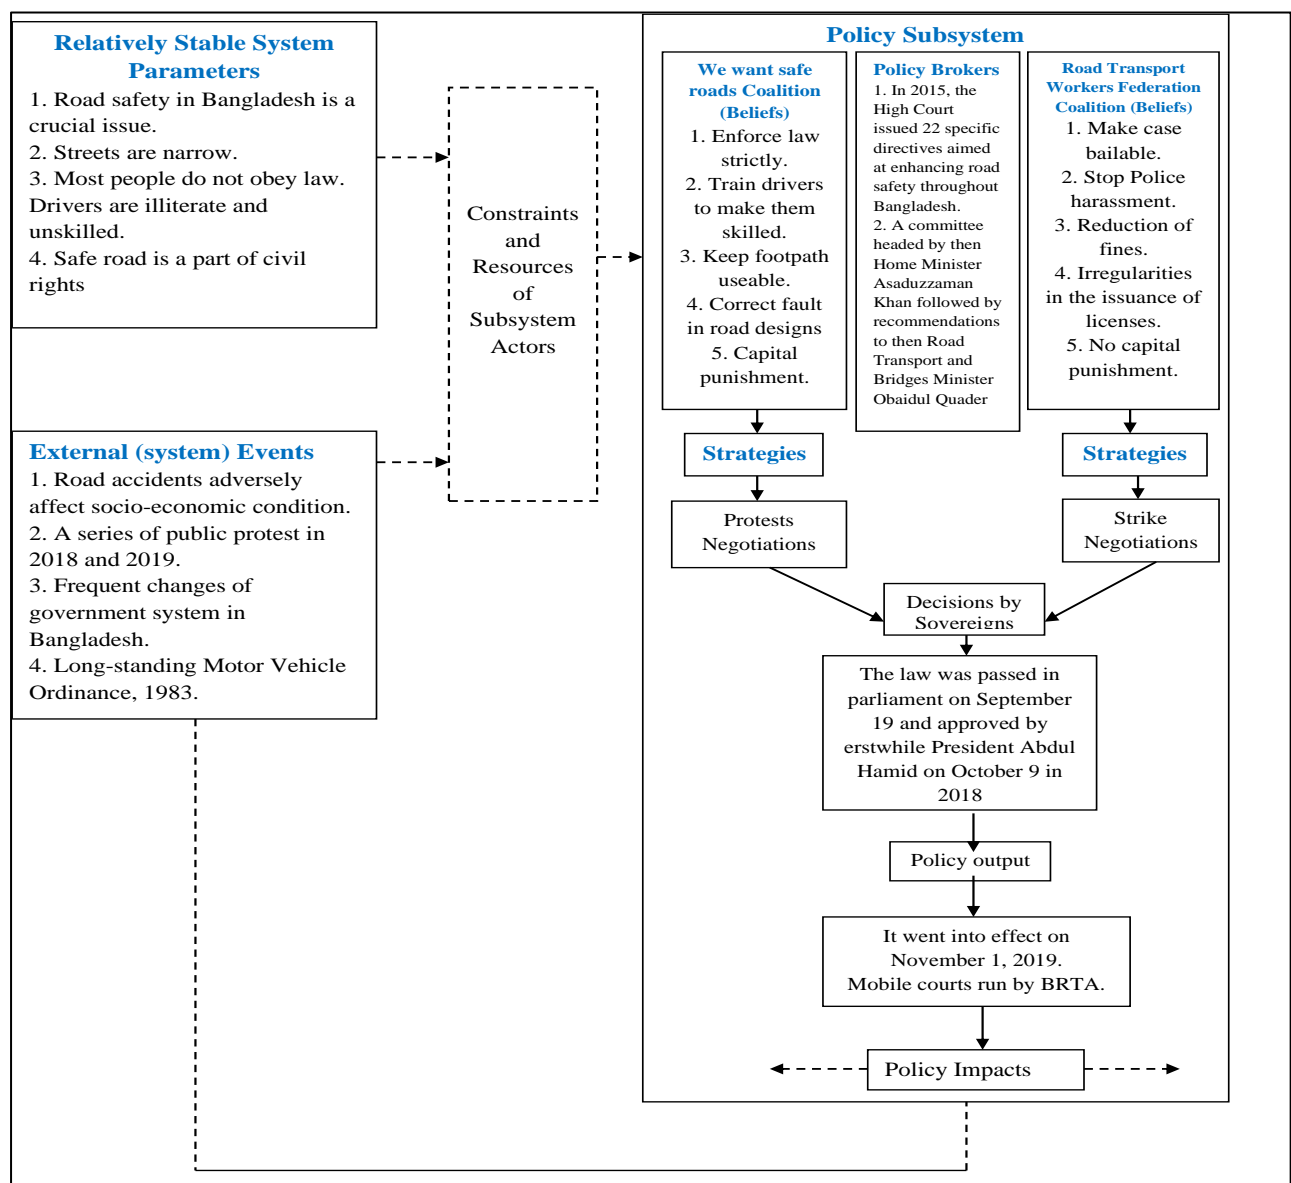 Relatively Stable System
Parameters
1. Road safety in Bangladesh is a
crucial issue.
2. Streets are narrow.
3. Most people do not obey law.
Drivers are illiterate and
unskilled.
4. Safe road is a part of civil
rights
External (system) Events
1. Road accidents adversely
affect socio-economic condition.
2. A series of public protest in
2018 and 2019.
3. Frequent changes of
government system in
Bangladesh.
4. Long-standing Motor Vehicle
Ordinance, 1983.
Constraints
and
Resources
of
Subsystem
Actors
Policy Subsystem
We want safe
roads Coalition
(Beliefs)
1. Enforce law
strictly.
2. Train drivers
to make them
skilled.
3. Keep footpath
useable.
4. Correct fault
in road designs
5. Capital
punishment.
Policy Brokers
1. In 2015, the
High Court
issued 22 specific
directives aimed
at enhancing road
safety throughout
Bangladesh.
2. A committee
headed by then
Home Minister
Asaduzzaman
Khan followed by
recommendations
to then Road
Transport and
Bridges Minister
Obaidul Quader
Road Transport
Workers Federation
Coalition (Beliefs)
1. Make case
bailable.
2. Stop Police
harassment.
3. Reduction of
fines.
4. Irregularities
in the issuance of
licenses.
5. No capital
punishment.
Strategies
Strategies
Protests
Negotiations
Strike
Negotiations
Decisions by
Sovereigns
The law was passed in
parliament on September
19 and approved by
erstwhile President Abdul
Hamid on October 9 in
2018
Policy output
It went into effect on
November 1, 2019.
Mobile courts run by BRTA.
Policy Impacts